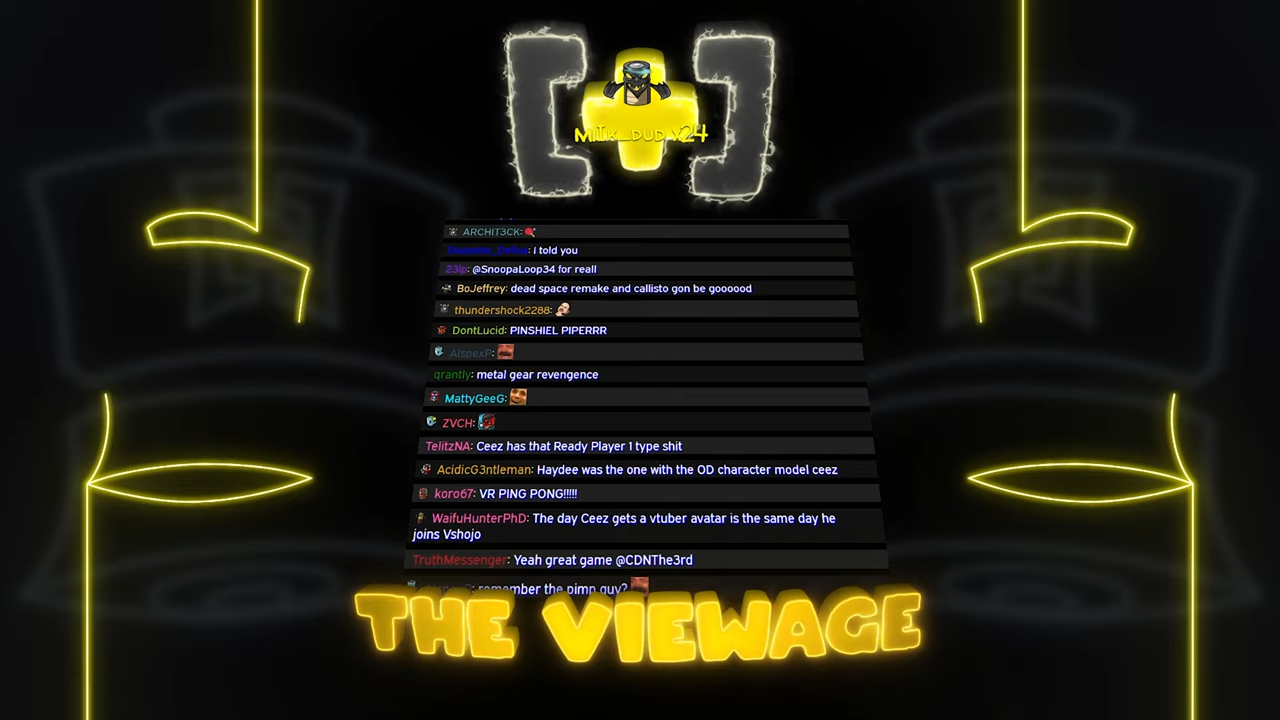 ARCHIT3CK:
: i told you
23lp: @SnoopaLoop34 for reall
BoJeffrey: dead space remake and callisto gon be goooood
thundershock2288:
DontLucid: PINSHIEL PIPERRR
AlspexP:
qrantly: metal gear revengence
MattyGeeG:
ZVCH:
TelitzNA: Ceez has that Ready Player 1 type shit
AcidicG3ntleman: Haydee was the one with the OD character model ceez
koro67: VR PING PONG!!!!!
WaifuHunterPhD: The day Ceez gets a vtuber avatar is the same day he
joins Vshojo
TruthMessenger: Yeah great game @CDNThe3rd
: remember the pimp guy?
THE VIEWAGE